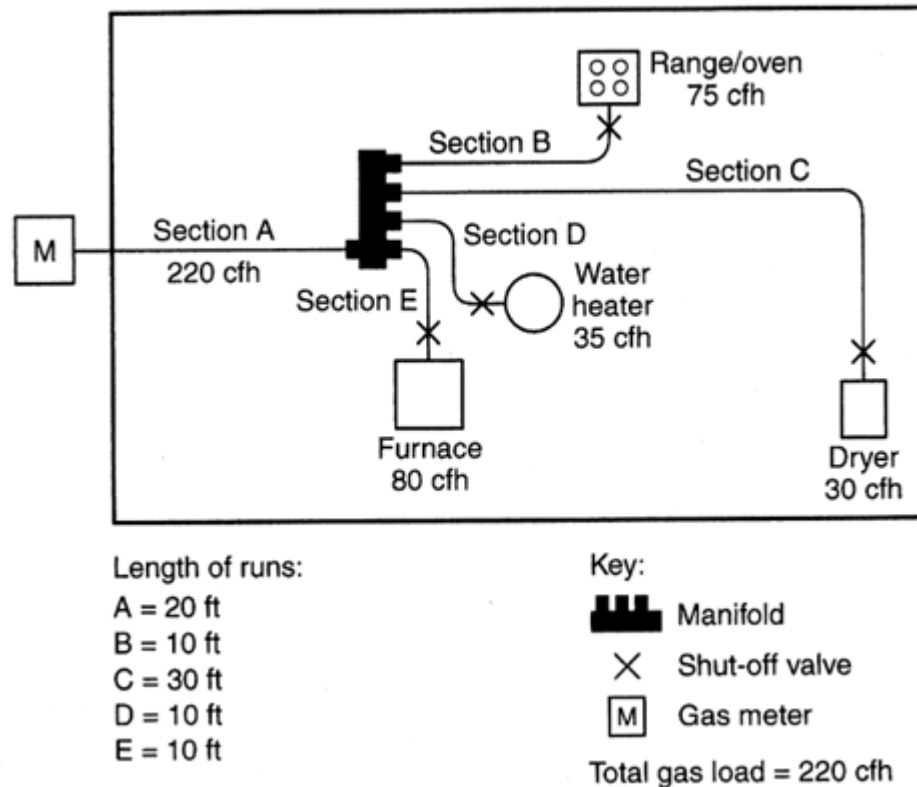 Range/oven
75 cfh
Section B
Section C
Section A
220 cfh
M
Section D
Section E
Water
heater
35 cfh
Furnace
80 cfh
Dryer
30 cfh
Length of runs:
A = 20 ft
B = 10 ft
C = 30 ft
D = 10 ft
E = 10 ft
Key:
Manifold
Shut-off valve
M Gas meter
Total gas load = 220 cfh